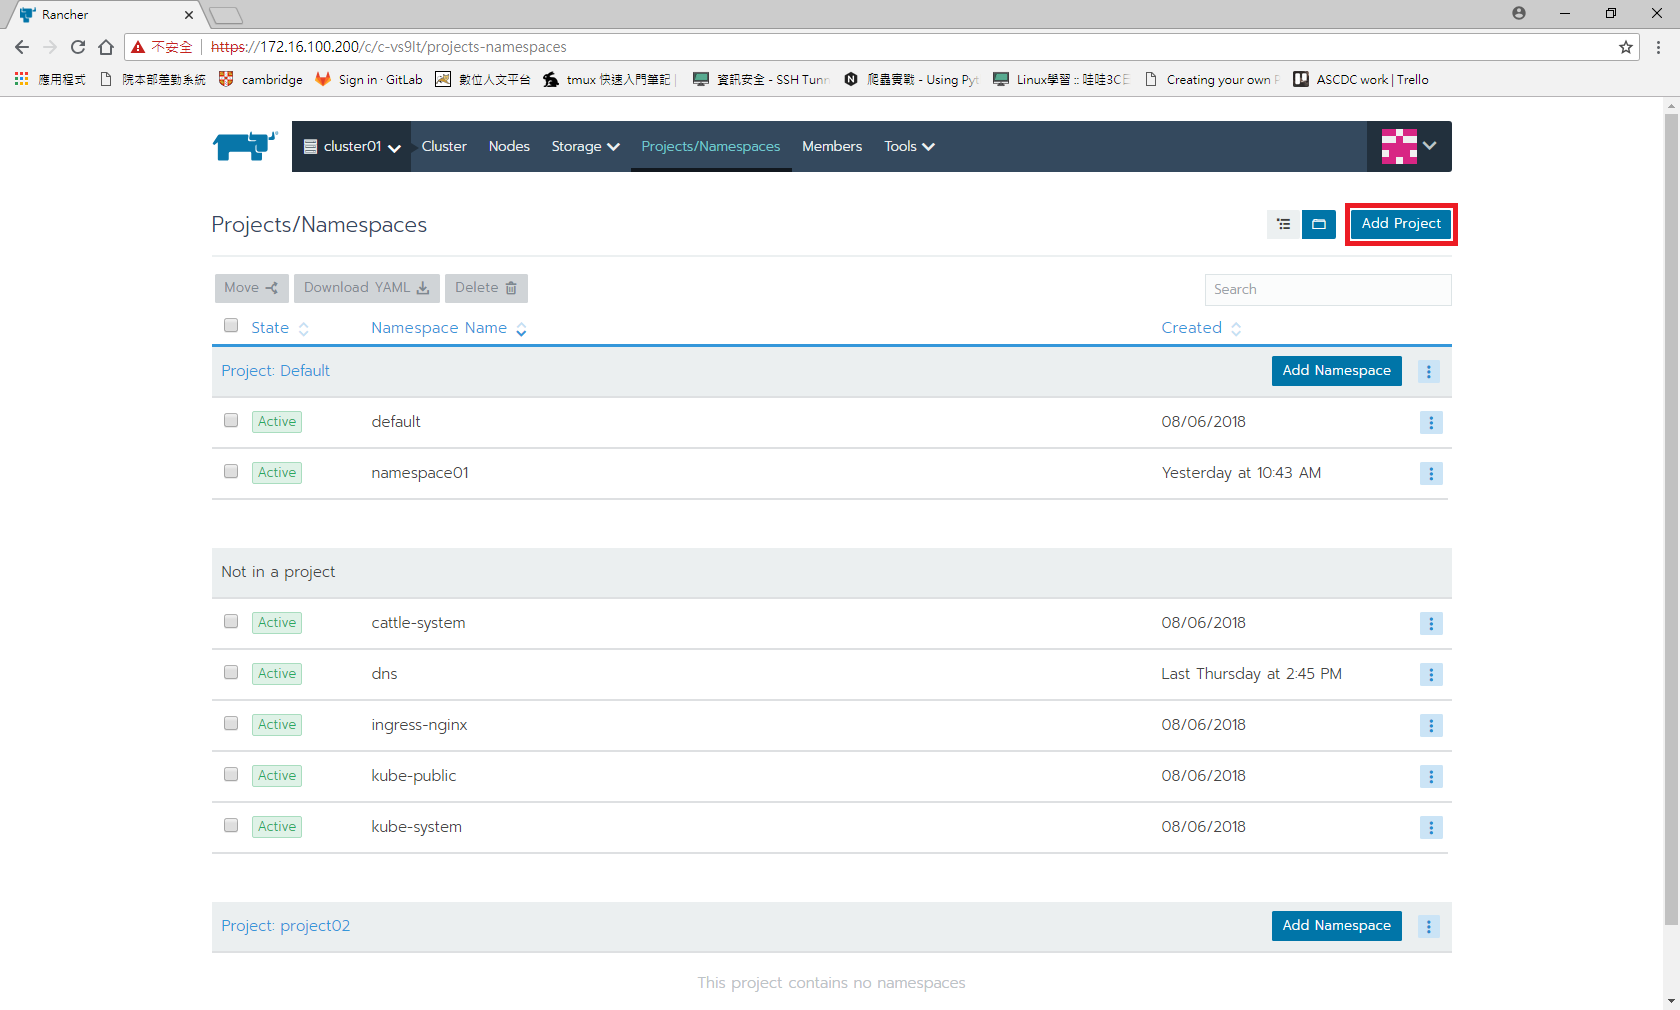 Rancher
不安全 https://172.16.100.200/c/c-vs9lt/projects-namespaces
應用程式 院本部差勤系統 cambridge Sign in · GitLab 數位人文平台 tmux 快速入門筆記 | 資訊安全 - SSH Tunn 爬蟲實戰 - Using Pyt Linux學習 :: 哇哇3CE Creating your own P ASCDC work | Trello
cluster01 Cluster Nodes Storage Projects/Namespaces Members Tools
Projects/Namespaces Add Project
Move Download YAML Delete Search
State Namespace Name Created
Project: Default Add Namespace
Active default 08/06/2018
Active namespace01 Yesterday at 10:43 AM
Not in a project
Active cattle-system 08/06/2018
Active dns Last Thursday at 2:45 PM
Active ingress-nginx 08/06/2018
Active kube-public 08/06/2018
Active kube-system 08/06/2018
Project: project02 Add Namespace
This project contains no namespaces